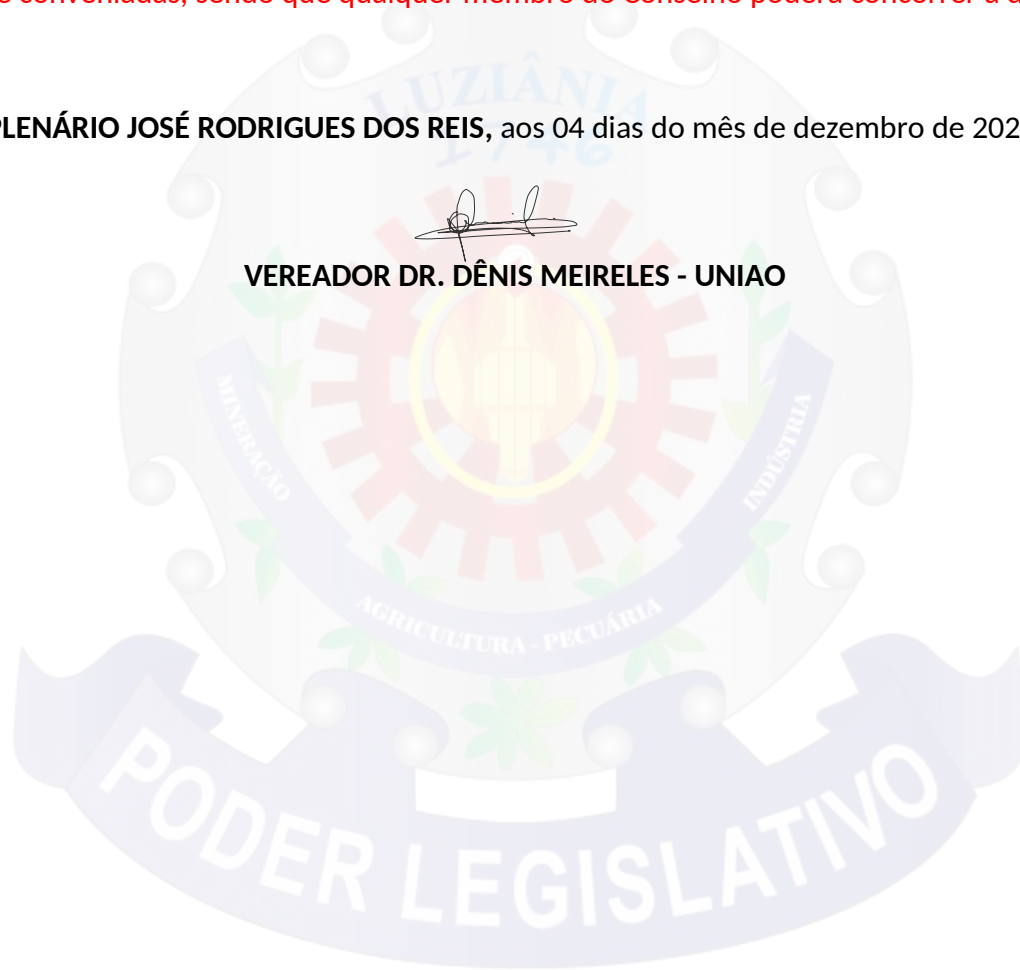 conveniadas, sendo que qualquer membro do Conselho poderá concorrer a
PLENÁRIO JOSÉ RODRIGUES DOS REIS, aos 04 dias do mês de dezembro de 202
VEREADOR DR. DÊNIS MEIRELES - UNIAO
LUZIÂNIA
1746
MINERAÇÃO
INDÚSTRIA
AGRICULTURA - PECUÁRIA
PODER LEGISLATIVO